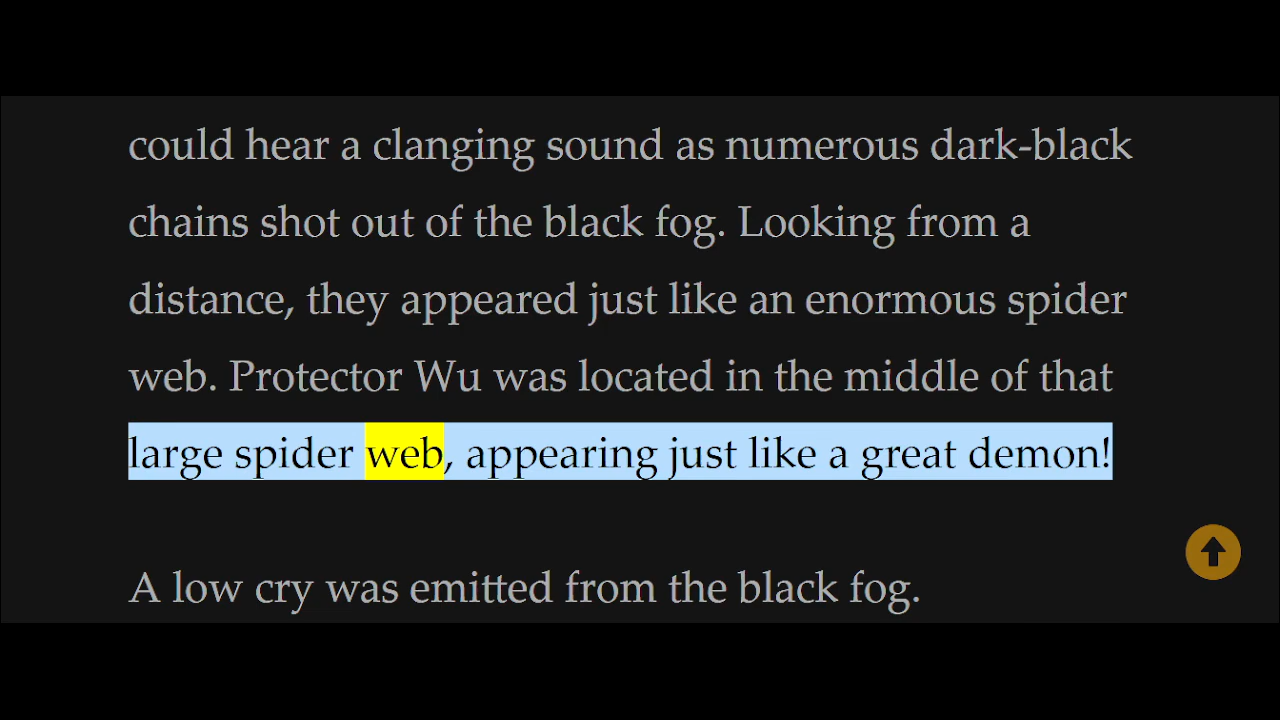 could hear a clanging sound as numerous dark-black
chains shot out of the black fog. Looking from a
distance, they appeared just like an enormous spider
web. Protector Wu was located in the middle of that
large spider web, appearing just like a great demon!
A low cry was emitted from the black fog.